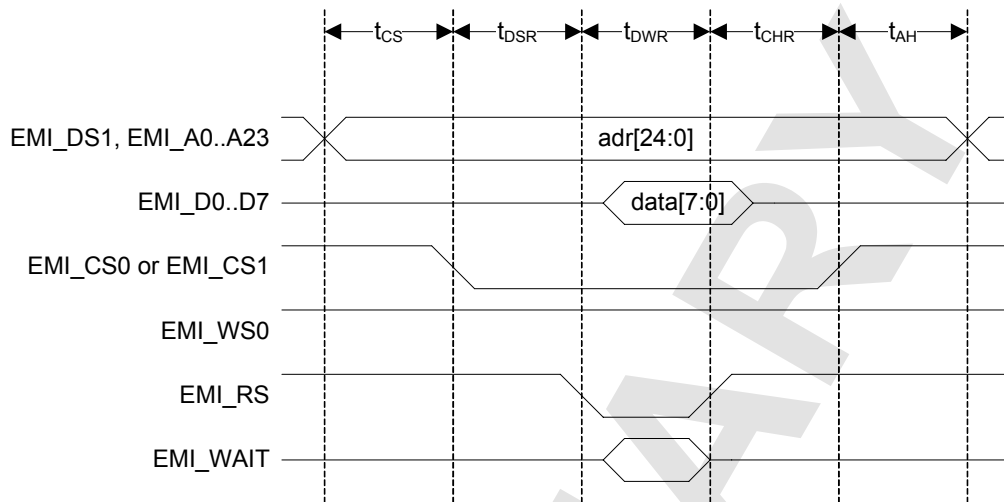 tCS tDSR tDWR tCHR tAH
EMI_DS1, EMI_A0..A23 adr[24:0]
EMI_D0..D7 data[7:0]
EMI_CS0 or EMI_CS1
EMI_WS0
EMI_RS
EMI_WAIT
ARY